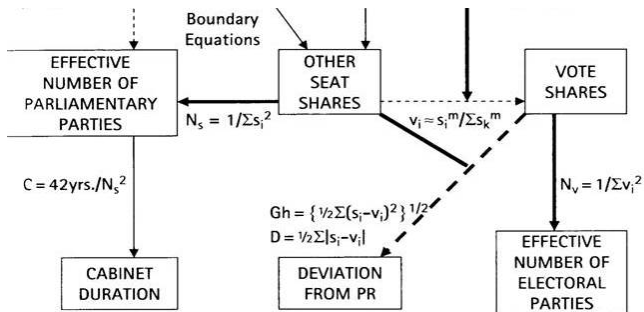 Boundary
Equations
EFFECTIVE
NUMBER OF
PARLIAMENTARY
PARTIES
OTHER
SEAT
SHARES
VOTE
SHARES
Nₛ = 1/Σsᵢ²
vᵢ ≈ sᵢᵐ/Σsₖᵐ
C = 42yrs./Nₛ²
Nᵥ = 1/Σvᵢ²
Gh = {½Σ(sᵢ–vᵢ)²}¹/²
D = ½Σ|sᵢ–vᵢ|
CABINET
DURATION
DEVIATION
FROM PR
EFFECTIVE
NUMBER OF
ELECTORAL
PARTIES